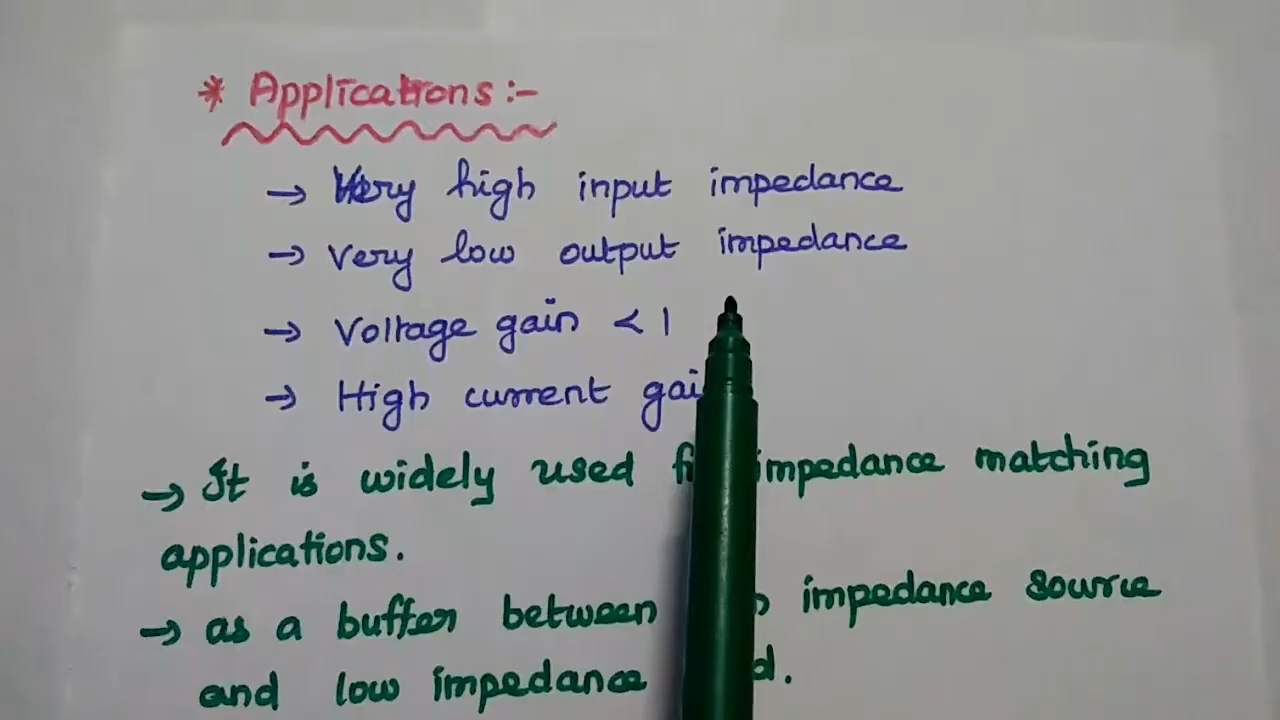 * Applications :-
→ Very high input impedance
→ Very low output impedance
→ Voltage gain < 1
→ High current gai
→ It is widely used impedance matching
applications.
→ as a buffer between impedance source
and low impedance